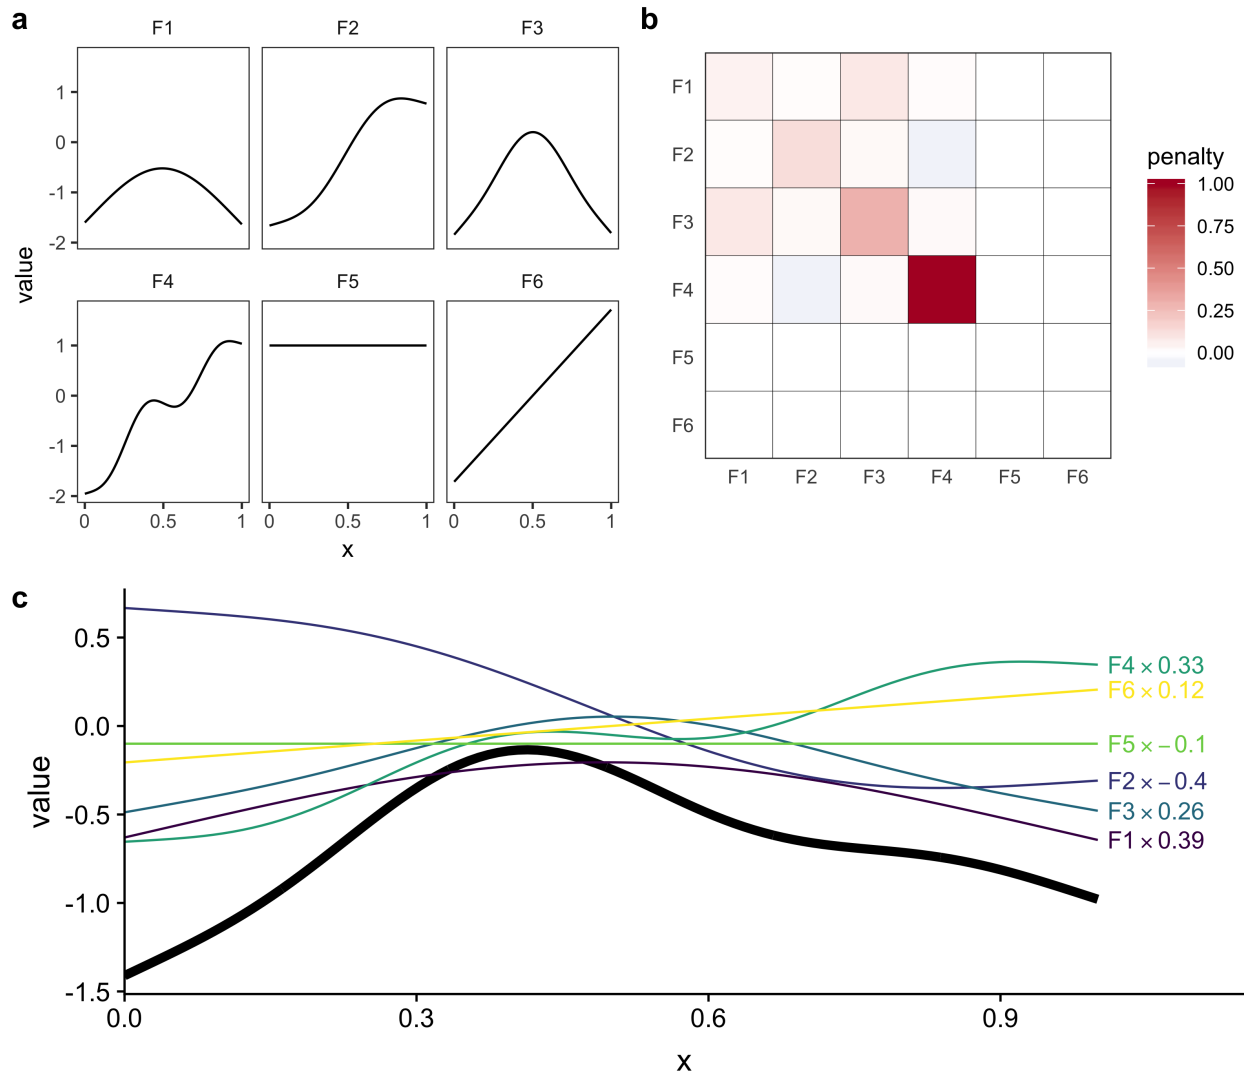 a
F1 F2 F3
1
0
-1
-2
F4 F5 F6
1
0
-1
-2
value
0 0.5 1 0 0.5 1 0 0.5 1
x
b
F1
F2
F3
F4
F5
F6
F1 F2 F3 F4 F5 F6
penalty
1.00
0.75
0.50
0.25
0.00
c
0.5
0.0
-0.5
-1.0
-1.5
value
0.0 0.3 0.6 0.9
x
F4 × 0.33
F6 × 0.12
F5 × −0.1
F2 × −0.4
F3 × 0.26
F1 × 0.39